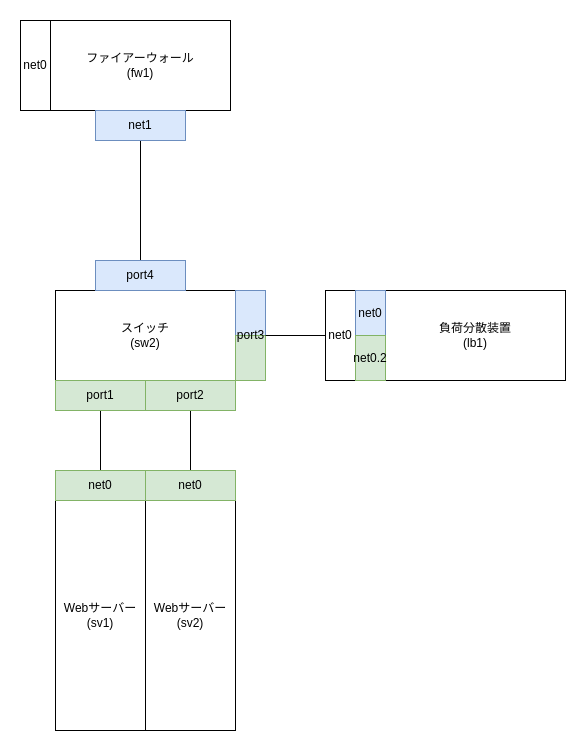 net0
ファイアーウォール
(fw1)
net1
port4
スイッチ
(sw2)
port3
net0
net0
net0.2
負荷分散装置
(lb1)
port1
port2
net0
net0
Webサーバー
(sv1)
Webサーバー
(sv2)